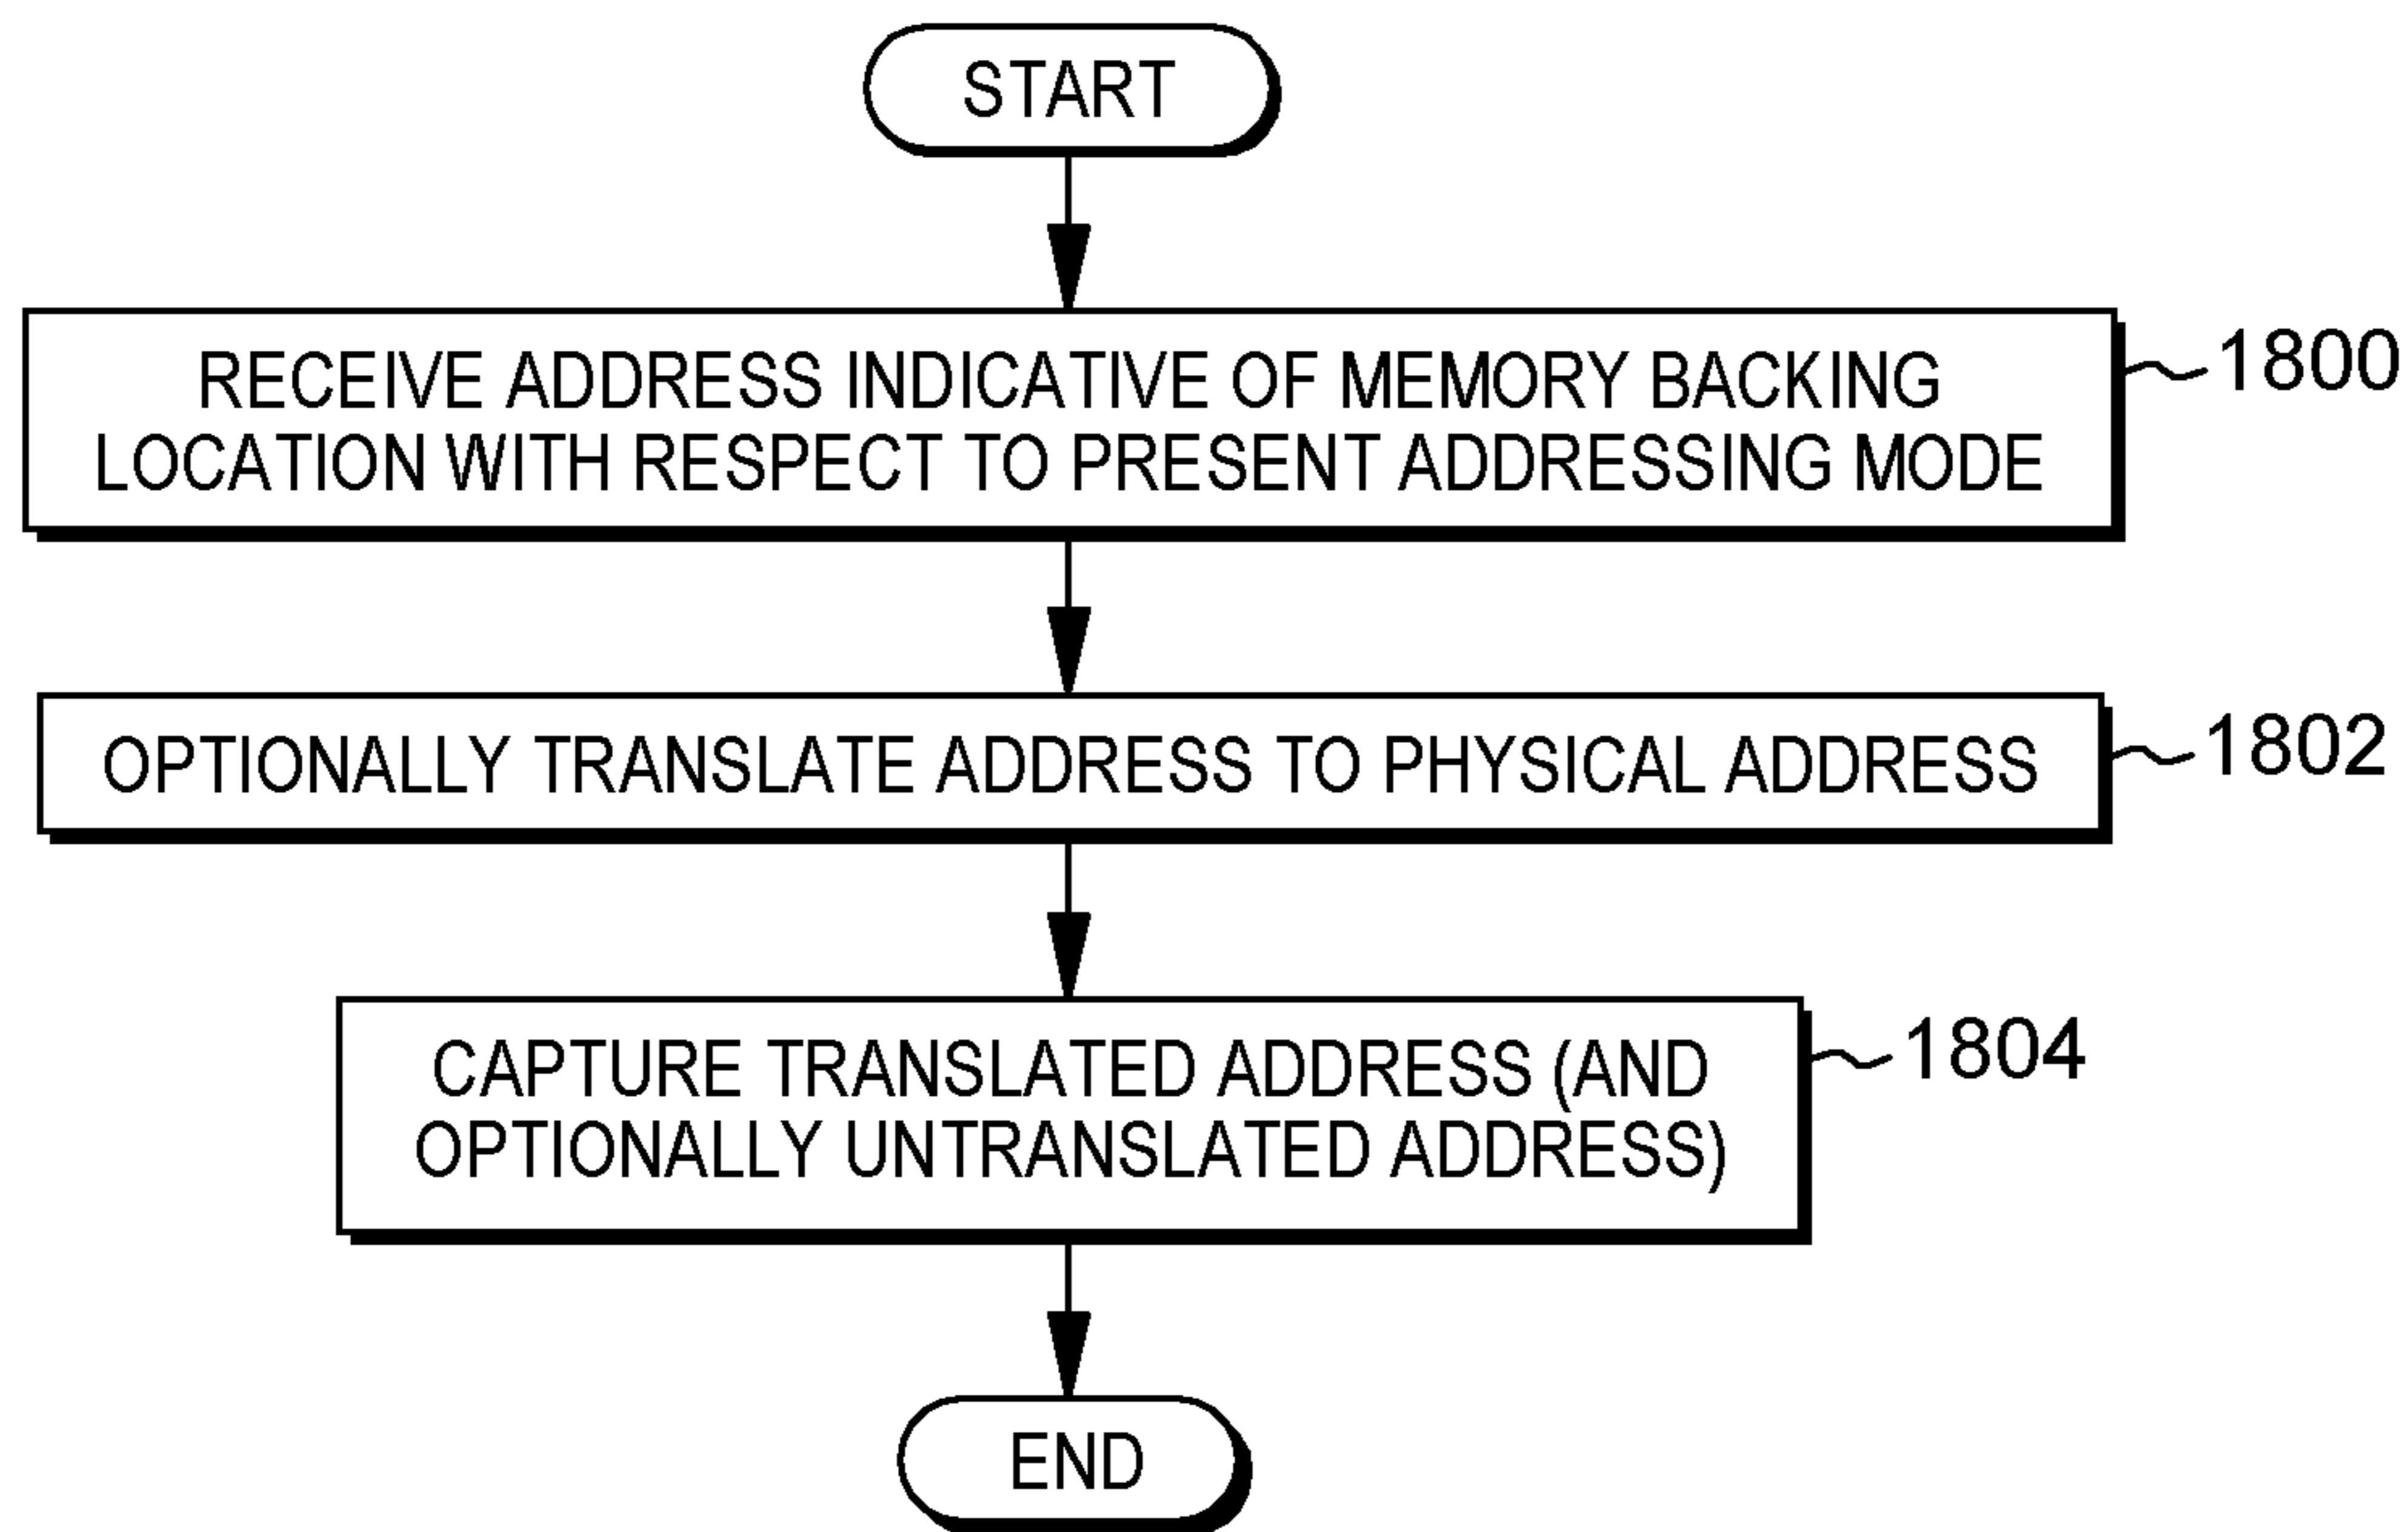 START
RECEIVE ADDRESS INDICATIVE OF MEMORY BACKING
LOCATION WITH RESPECT TO PRESENT ADDRESSING MODE
1800
OPTIONALLY TRANSLATE ADDRESS TO PHYSICAL ADDRESS
1802
CAPTURE TRANSLATED ADDRESS (AND
OPTIONALLY UNTRANSLATED ADDRESS)
1804
END